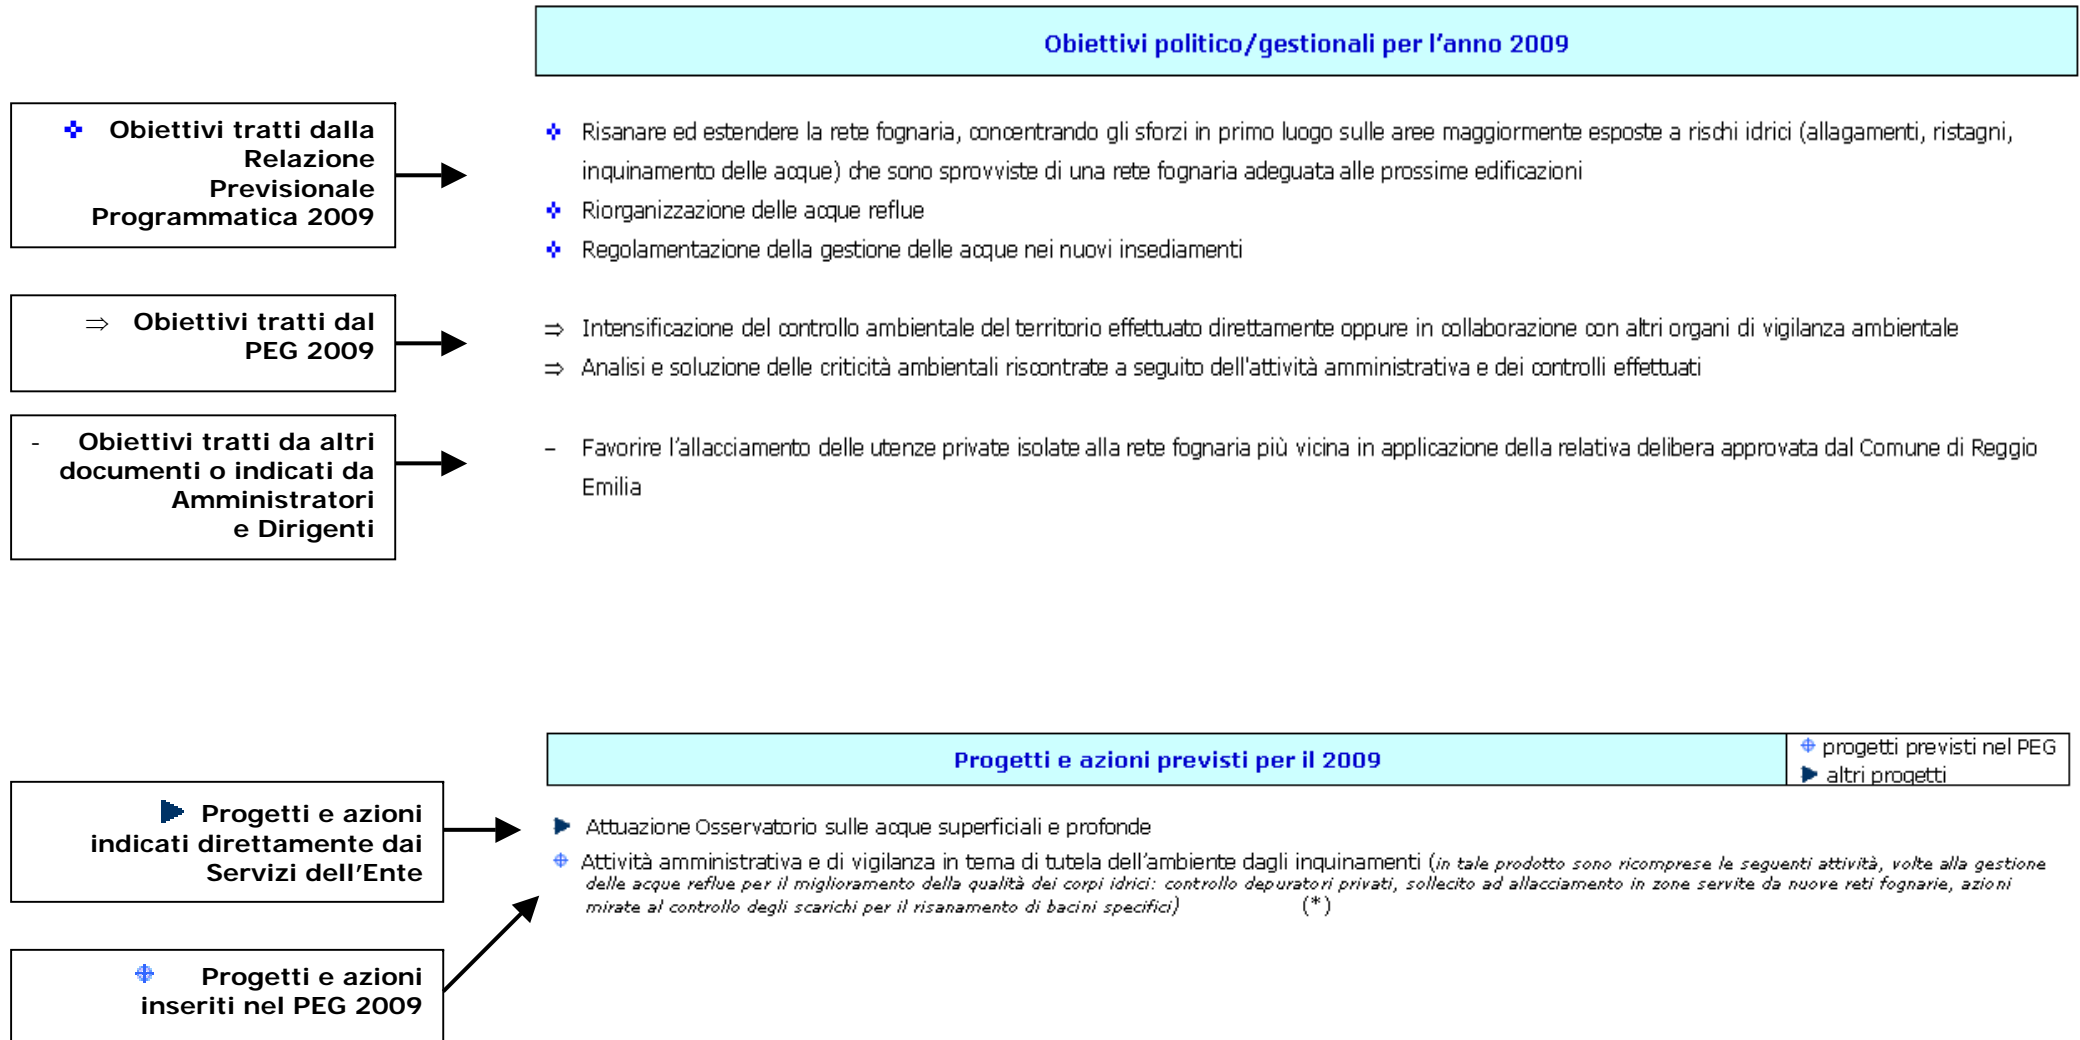 Obiettivi politico/gestionali per l'anno 2009
❖ Obiettivi tratti dalla
Relazione
Previsionale
Programmatica 2009
❖ Risanare ed estendere la rete fognaria, concentrando gli sforzi in primo luogo sulle aree maggiormente esposte a rischi idrici (allagamenti, ristagni,
inquinamento delle acque) che sono sprovviste di una rete fognaria adeguata alle prossime edificazioni
❖ Riorganizzazione delle acque reflue
❖ Regolamentazione della gestione delle acque nei nuovi insediamenti
⇒ Obiettivi tratti dal
PEG 2009
⇒ Intensificazione del controllo ambientale del territorio effettuato direttamente oppure in collaborazione con altri organi di vigilanza ambientale
⇒ Analisi e soluzione delle criticità ambientali riscontrate a seguito dell'attività amministrativa e dei controlli effettuati
- Obiettivi tratti da altri
documenti o indicati da
Amministratori
e Dirigenti
– Favorire l'allacciamento delle utenze private isolate alla rete fognaria più vicina in applicazione della relativa delibera approvata dal Comune di Reggio
Emilia
Progetti e azioni previsti per il 2009
⌖ progetti previsti nel PEG
► altri progetti
► Progetti e azioni
indicati direttamente dai
Servizi dell'Ente
► Attuazione Osservatorio sulle acque superficiali e profonde
⌖ Attività amministrativa e di vigilanza in tema di tutela dell'ambiente dagli inquinamenti (in tale prodotto sono ricomprese le seguenti attività, volte alla gestione
delle acque reflue per il miglioramento della qualità dei corpi idrici: controllo depuratori privati, sollecito ad allacciamento in zone servite da nuove reti fognarie, azioni
mirate al controllo degli scarichi per il risanamento di bacini specifici) (*)
⌖ Progetti e azioni
inseriti nel PEG 2009